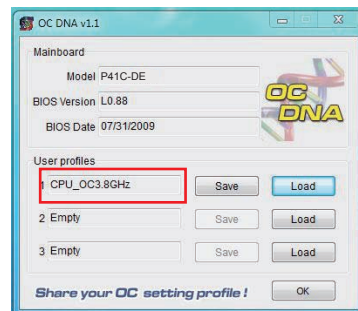 OC DNA v1.1
Mainboard
Model P41C-DE
BIOS Version L0.88
BIOS Date 07/31/2009
OC DNA
User profiles
1 CPU_OC3.8GHz Save Load
2 Empty Save Load
3 Empty Save Load
Share your OC setting profile ! OK